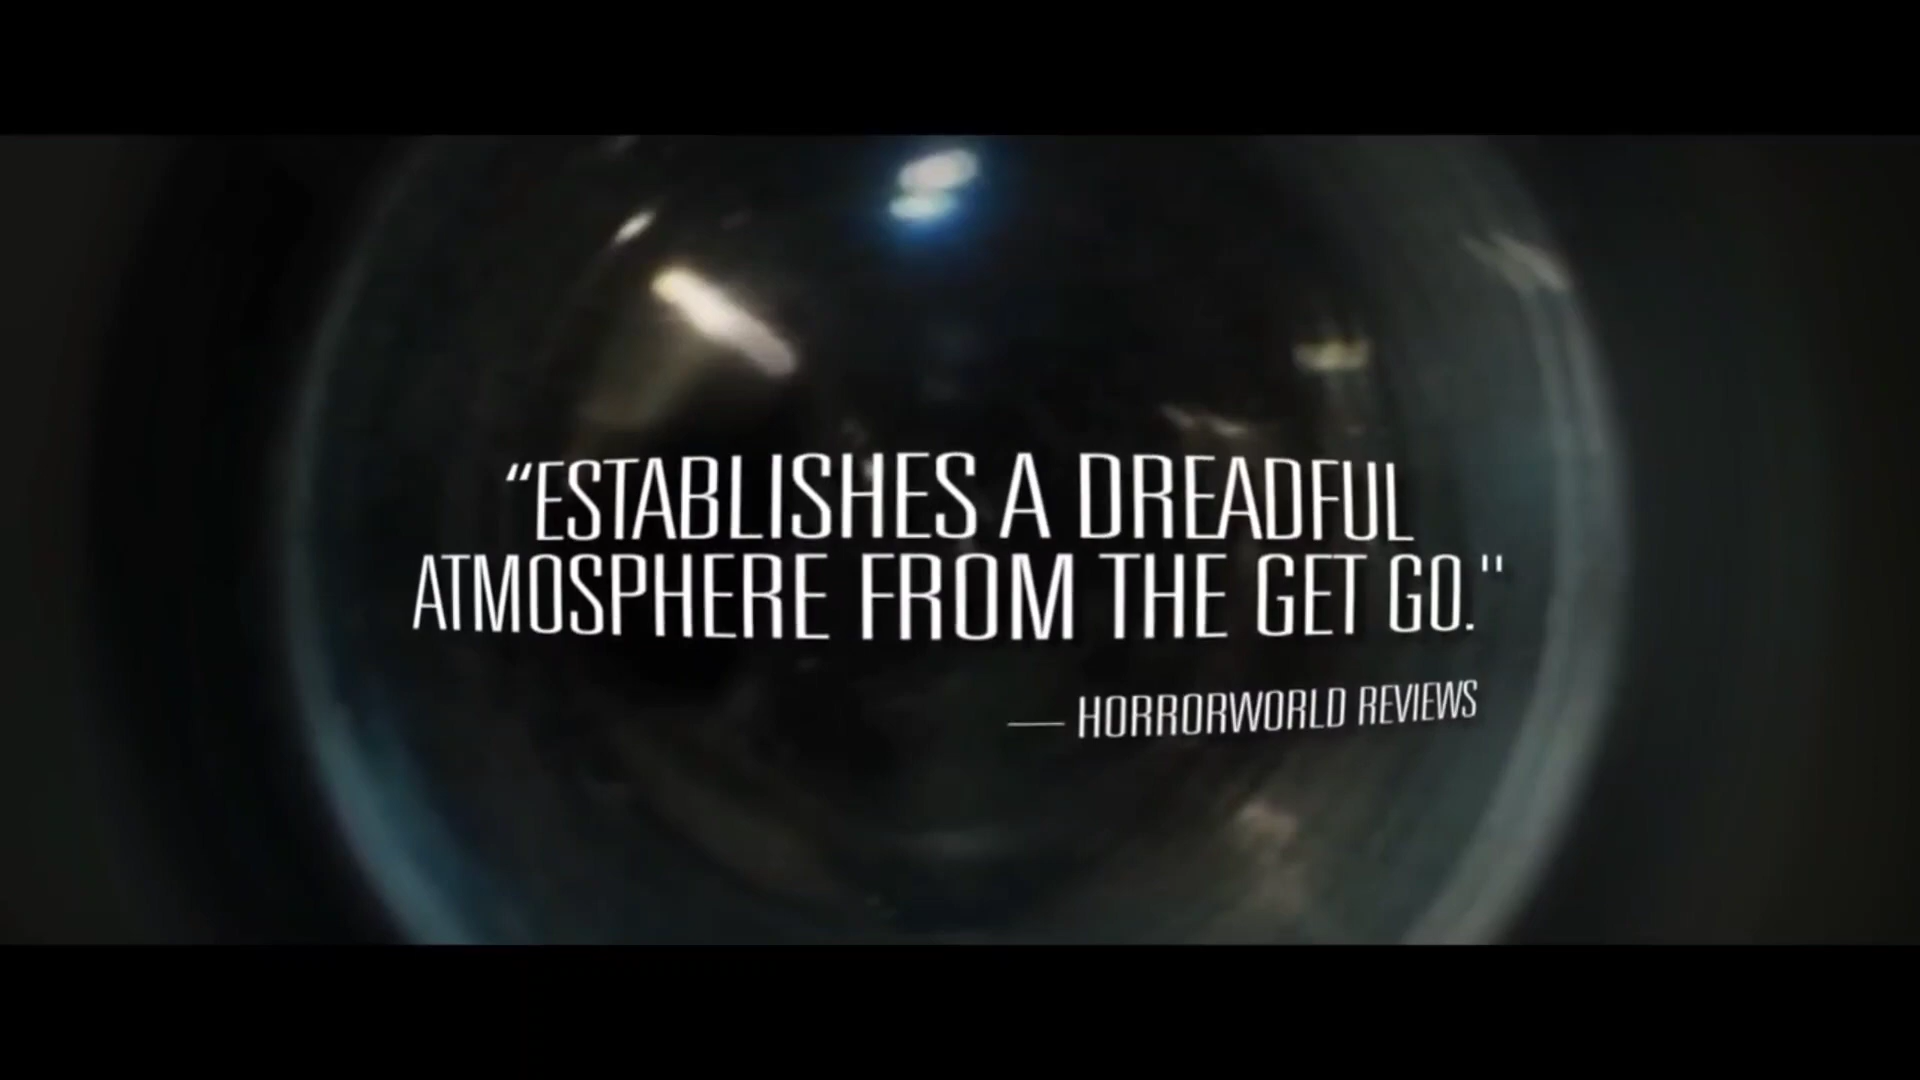 “ESTABLISHES A DREADFUL
ATMOSPHERE FROM THE GET GO."
— HORRORWORLD REVIEWS